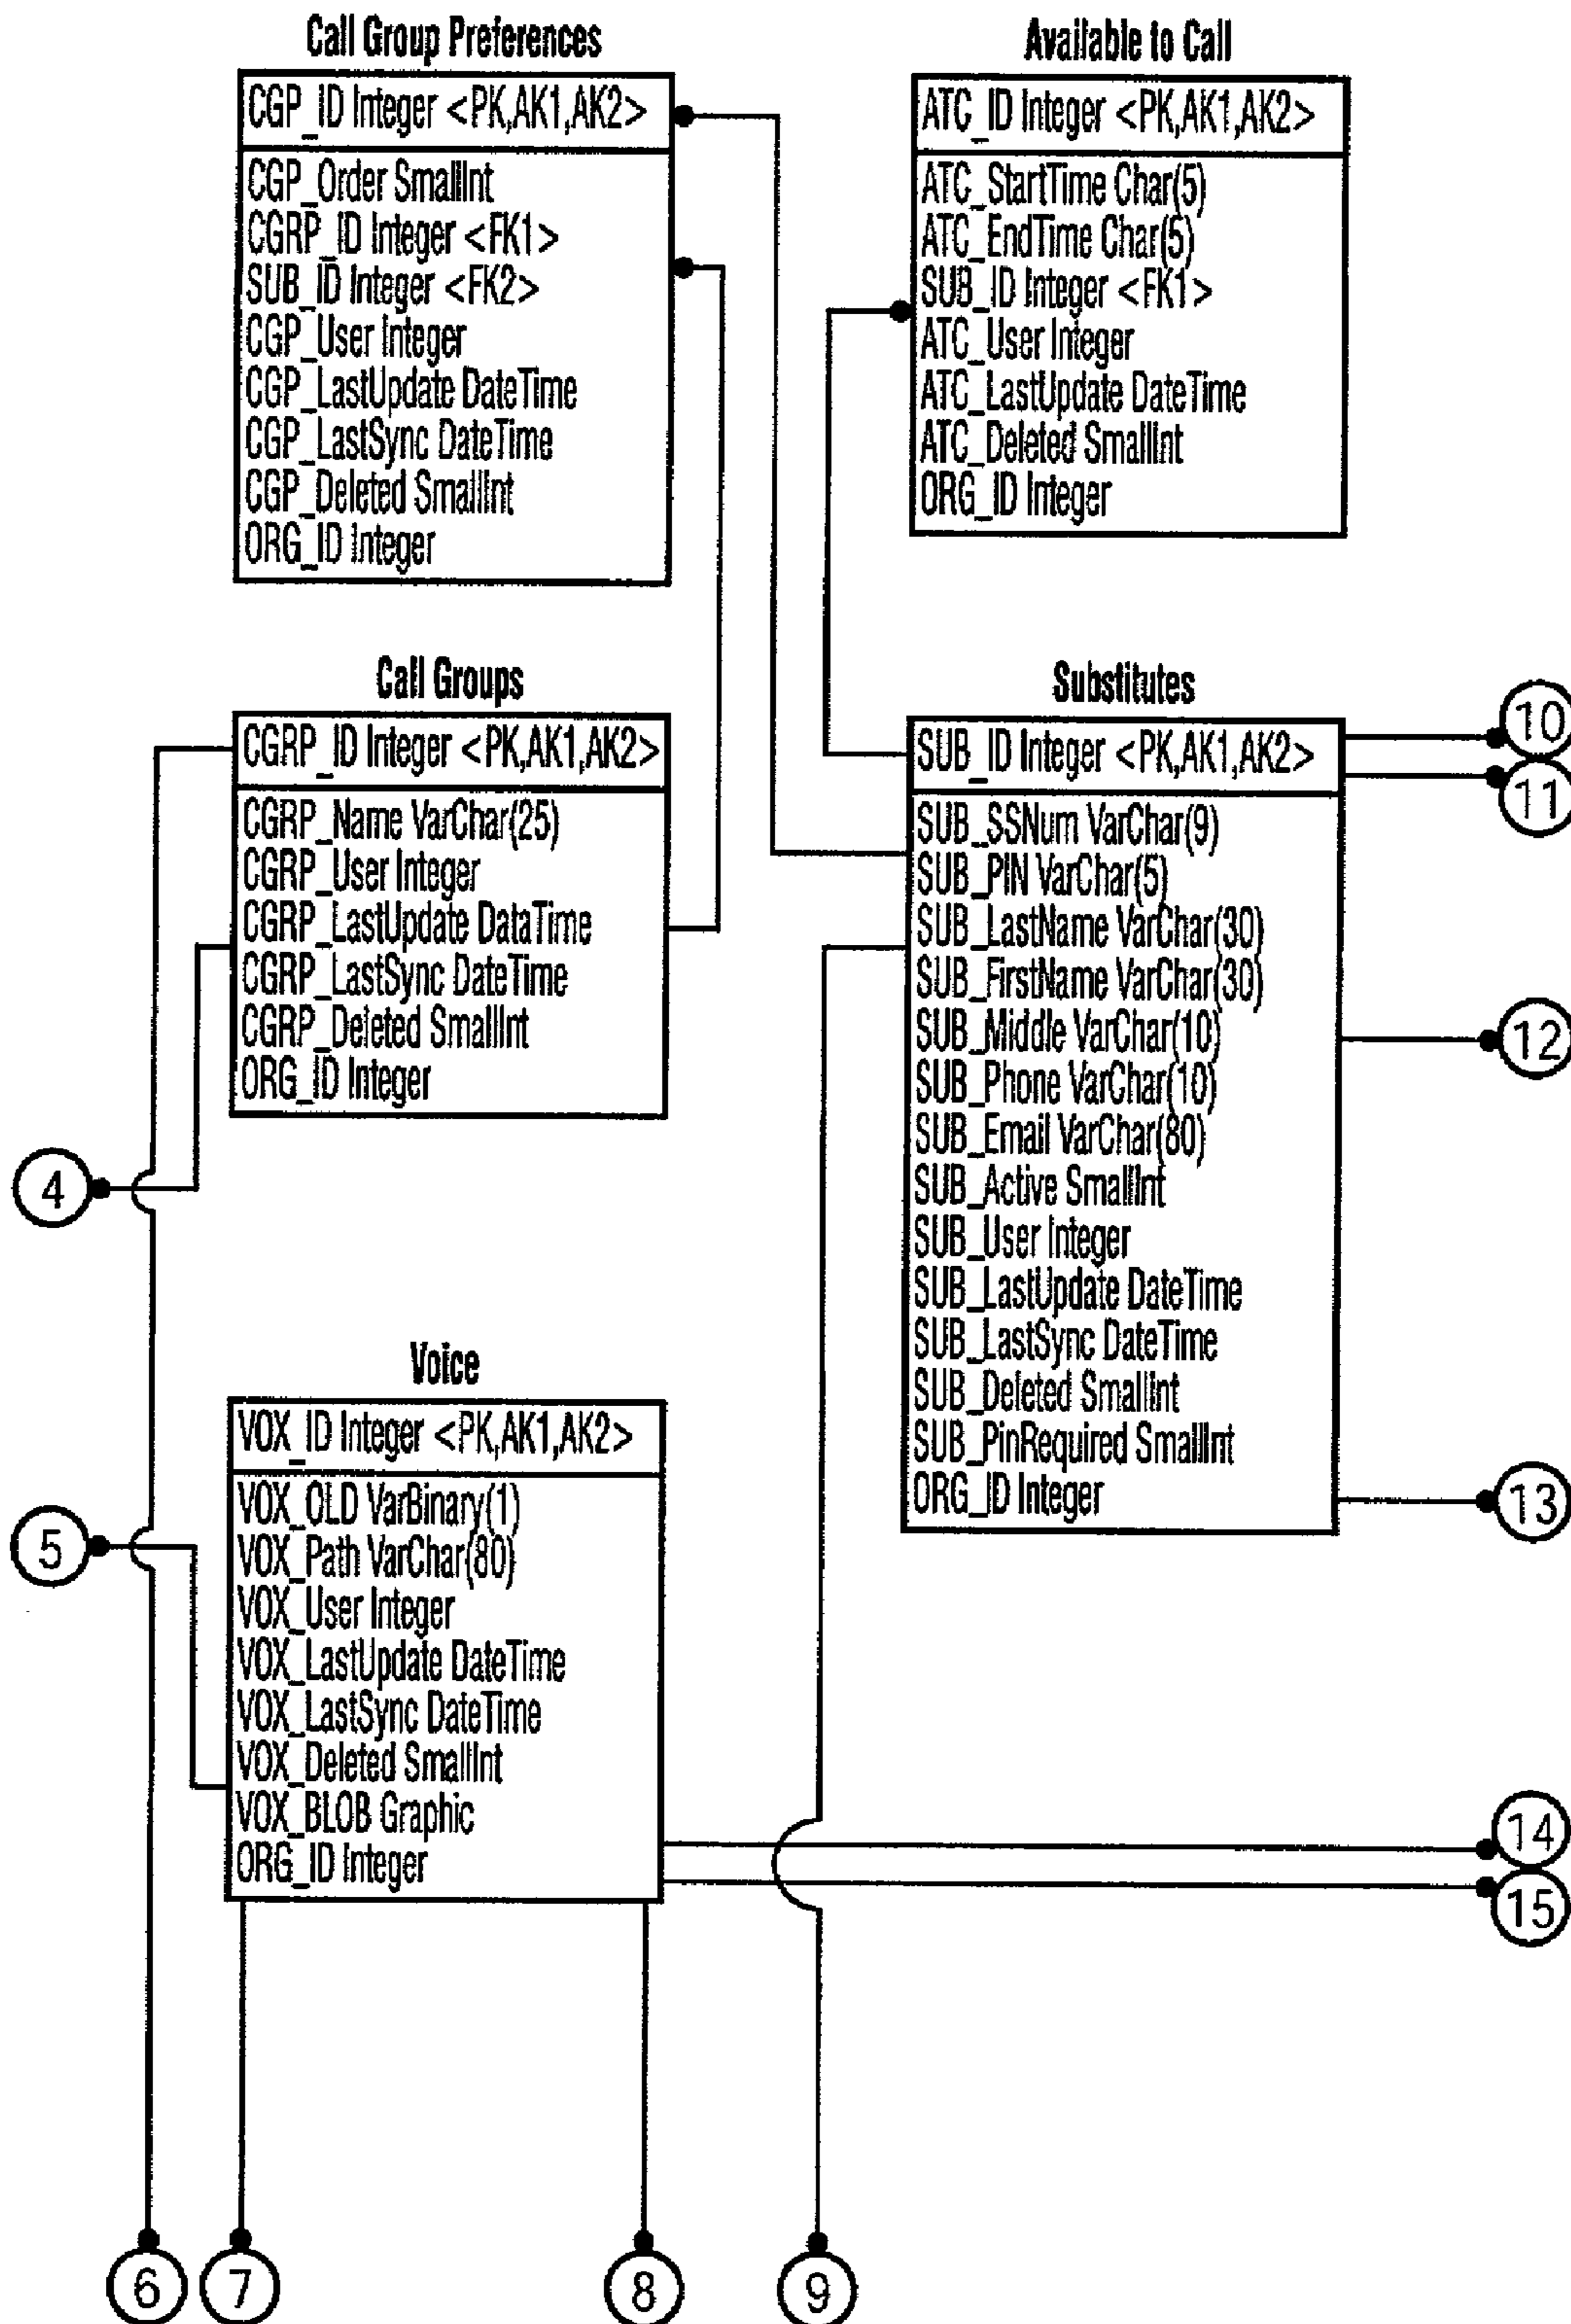 Call Group Preferences
CGP_ID Integer <PK,AK1,AK2>
CGP_Order SmallInt
CGRP_ID Integer <FK1>
SUB_ID Integer <FK2>
CGP_User Integer
CGP_LastUpdate DateTime
CGP_LastSync DateTime
CGP_Deleted SmallInt
ORG_ID Integer
Available to Call
ATC_ID Integer <PK,AK1,AK2>
ATC_StartTime Char(5)
ATC_EndTime Char(5)
SUB_ID Integer <FK1>
ATC_User Integer
ATC_LastUpdate DateTime
ATC_Deleted SmallInt
ORG_ID Integer
Call Groups
CGRP_ID Integer <PK,AK1,AK2>
CGRP_Name VarChar(25)
CGRP_User Integer
CGRP_LastUpdate DataTime
CGRP_LastSync DateTime
CGRP_Deleted SmallInt
ORG_ID Integer
Substitutes
SUB_ID Integer <PK,AK1,AK2>
SUB_SSNum VarChar(9)
SUB_PIN VarChar(5)
SUB_LastName VarChar(30)
SUB_FirstName VarChar(30)
SUB_Middle VarChar(10)
SUB_Phone VarChar(10)
SUB_Email VarChar(80)
SUB_Active SmallInt
SUB_User Integer
SUB_LastUpdate DateTime
SUB_LastSync DateTime
SUB_Deleted SmallInt
SUB_PinRequired SmallInt
ORG_ID Integer
10
11
12
13
4
Voice
VOX_ID Integer <PK,AK1,AK2>
VOX_OLD VarBinary(1)
VOX_Path VarChar(80)
VOX_User Integer
VOX_LastUpdate DateTime
VOX_LastSync DateTime
VOX_Deleted SmallInt
VOX_BLOB Graphic
ORG_ID Integer
5
14
15
6
7
8
9